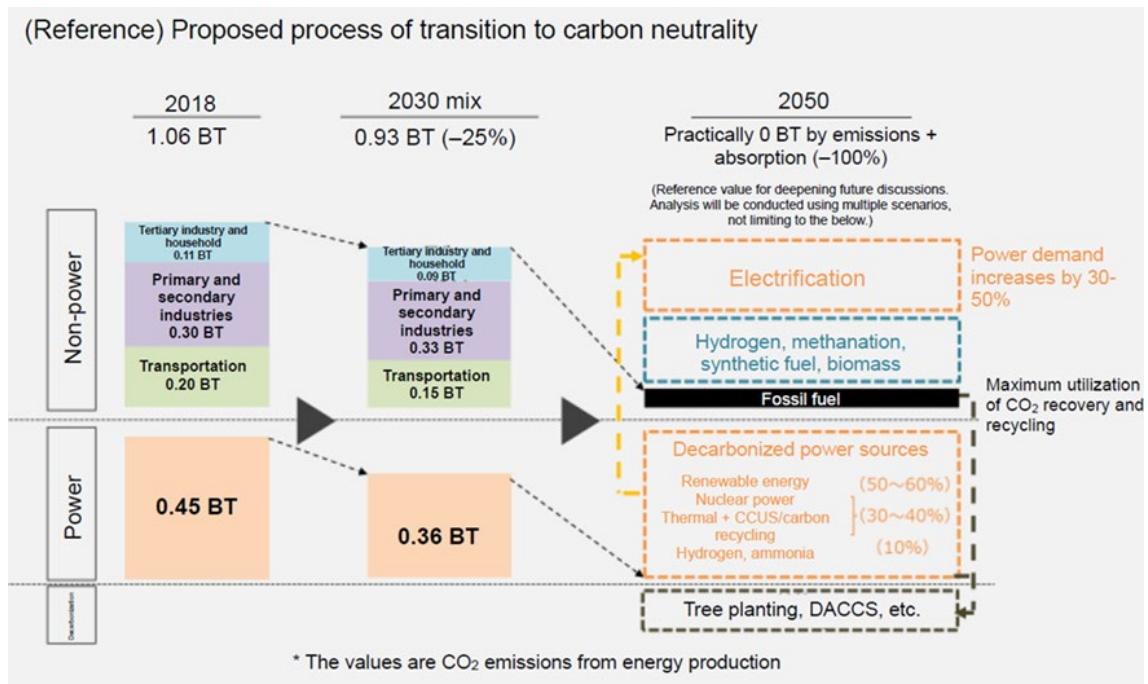 (Reference) Proposed process of transition to carbon neutrality
2018
1.06 BT
2030 mix
0.93 BT (–25%)
2050
Practically 0 BT by emissions +
absorption (–100%)
(Reference value for deepening future discussions.
Analysis will be conducted using multiple scenarios,
not limiting to the below.)
Non-power
Tertiary industry and
household
0.11 BT
Primary and
secondary
industries
0.30 BT
Transportation
0.20 BT
Tertiary industry and
household
0.09 BT
Primary and
secondary
industries
0.33 BT
Transportation
0.15 BT
Electrification
Power demand
increases by 30-
50%
Hydrogen, methanation,
synthetic fuel, biomass
Fossil fuel
Maximum utilization
of CO₂ recovery and
recycling
Power
0.45 BT
0.36 BT
Decarbonized power sources
Renewable energy
(50~60%)
Nuclear power
Thermal + CCUS/carbon
recycling
(30~40%)
Hydrogen, ammonia
(10%)
Decarbonization
Tree planting, DACCS, etc.
* The values are CO₂ emissions from energy production